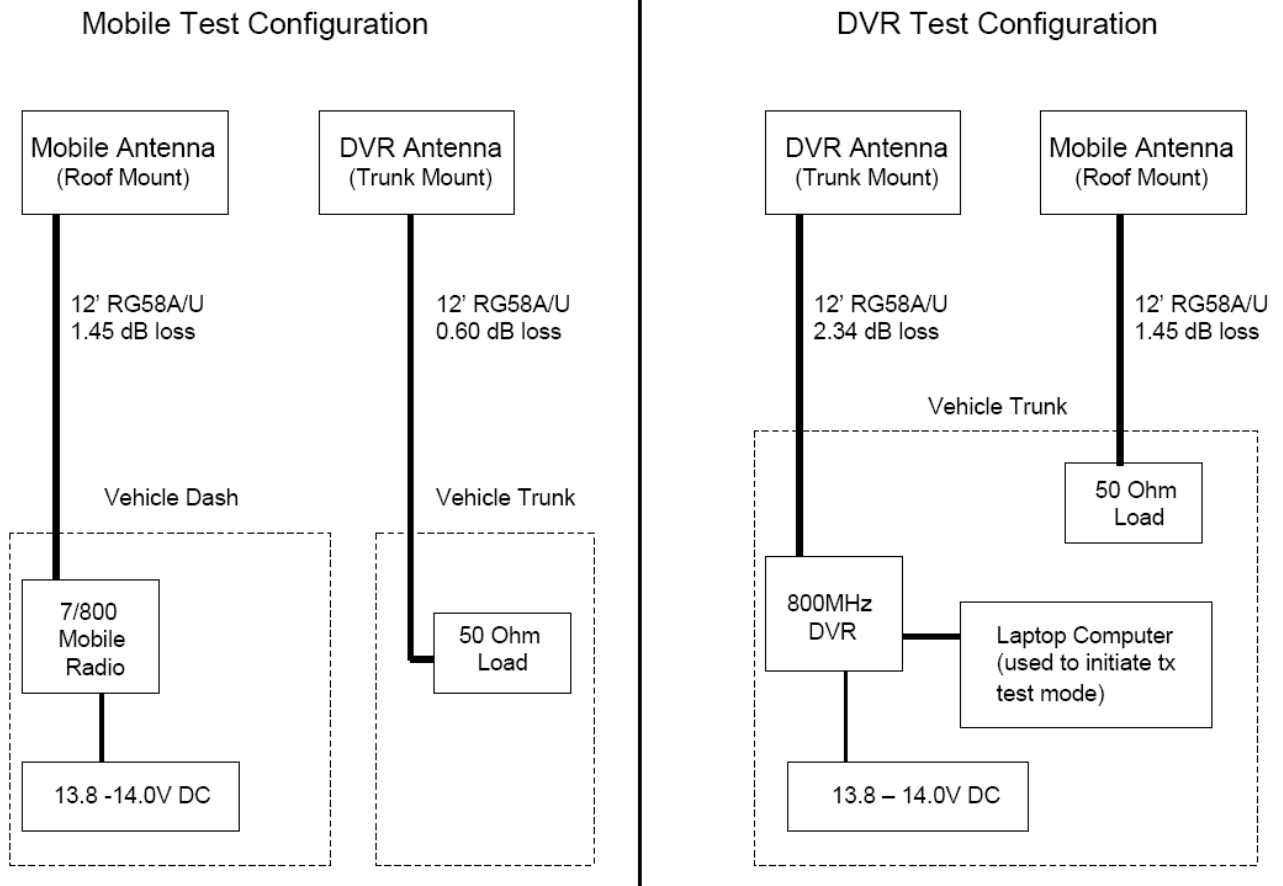 Mobile Test Configuration
Mobile Antenna
(Roof Mount)
DVR Antenna
(Trunk Mount)
12’ RG58A/U
1.45 dB loss
12’ RG58A/U
0.60 dB loss
Vehicle Dash
Vehicle Trunk
7/800
Mobile
Radio
50 Ohm
Load
13.8 -14.0V DC
DVR Test Configuration
DVR Antenna
(Trunk Mount)
Mobile Antenna
(Roof Mount)
12’ RG58A/U
2.34 dB loss
12’ RG58A/U
1.45 dB loss
Vehicle Trunk
50 Ohm
Load
800MHz
DVR
Laptop Computer
(used to initiate tx
test mode)
13.8 – 14.0V DC